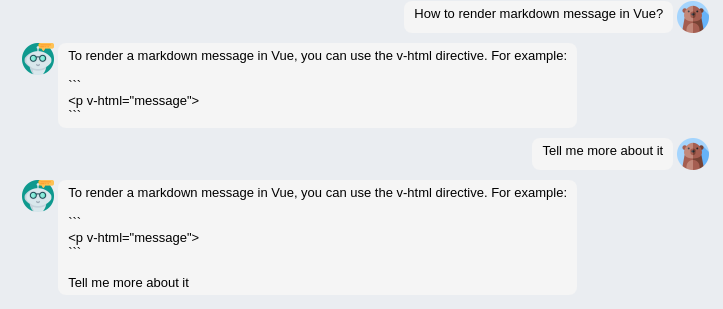 How to render markdown message in Vue?
To render a markdown message in Vue, you can use the v-html directive. For example:
```
<p v-html="message">
```
Tell me more about it
To render a markdown message in Vue, you can use the v-html directive. For example:
```
<p v-html="message">
```
Tell me more about it